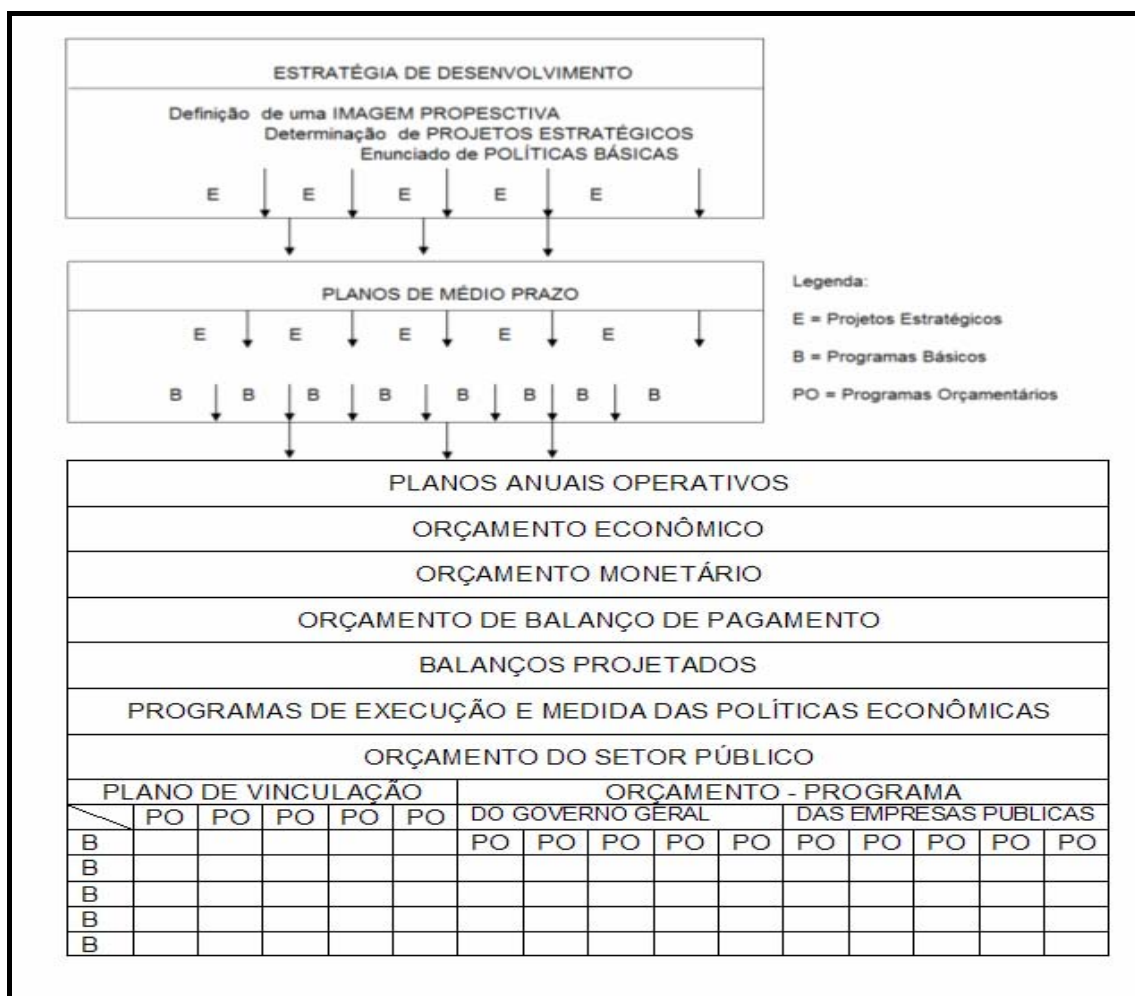 ESTRATÉGIA DE DESENVOLVIMENTO
Definição de uma IMAGEM PROPESCTIVA
Determinação de PROJETOS ESTRATÉGICOS
Enunciado de POLÍTICAS BÁSICAS
E E E E E
PLANOS DE MÉDIO PRAZO
E E E E E
B B B B B B B B
Legenda:
E = Projetos Estratégicos
B = Programas Básicos
PO = Programas Orçamentários
PLANOS ANUAIS OPERATIVOS
ORÇAMENTO ECONÔMICO
ORÇAMENTO MONETÁRIO
ORÇAMENTO DE BALANÇO DE PAGAMENTO
BALANÇOS PROJETADOS
PROGRAMAS DE EXECUÇÃO E MEDIDA DAS POLÍTICAS ECONÔMICAS
ORÇAMENTO DO SETOR PÚBLICO
PLANO DE VINCULAÇÃO ORÇAMENTO - PROGRAMA
PO PO PO PO PO DO GOVERNO GERAL DAS EMPRESAS PUBLICAS
B PO PO PO PO PO PO PO PO PO PO
B
B
B
B